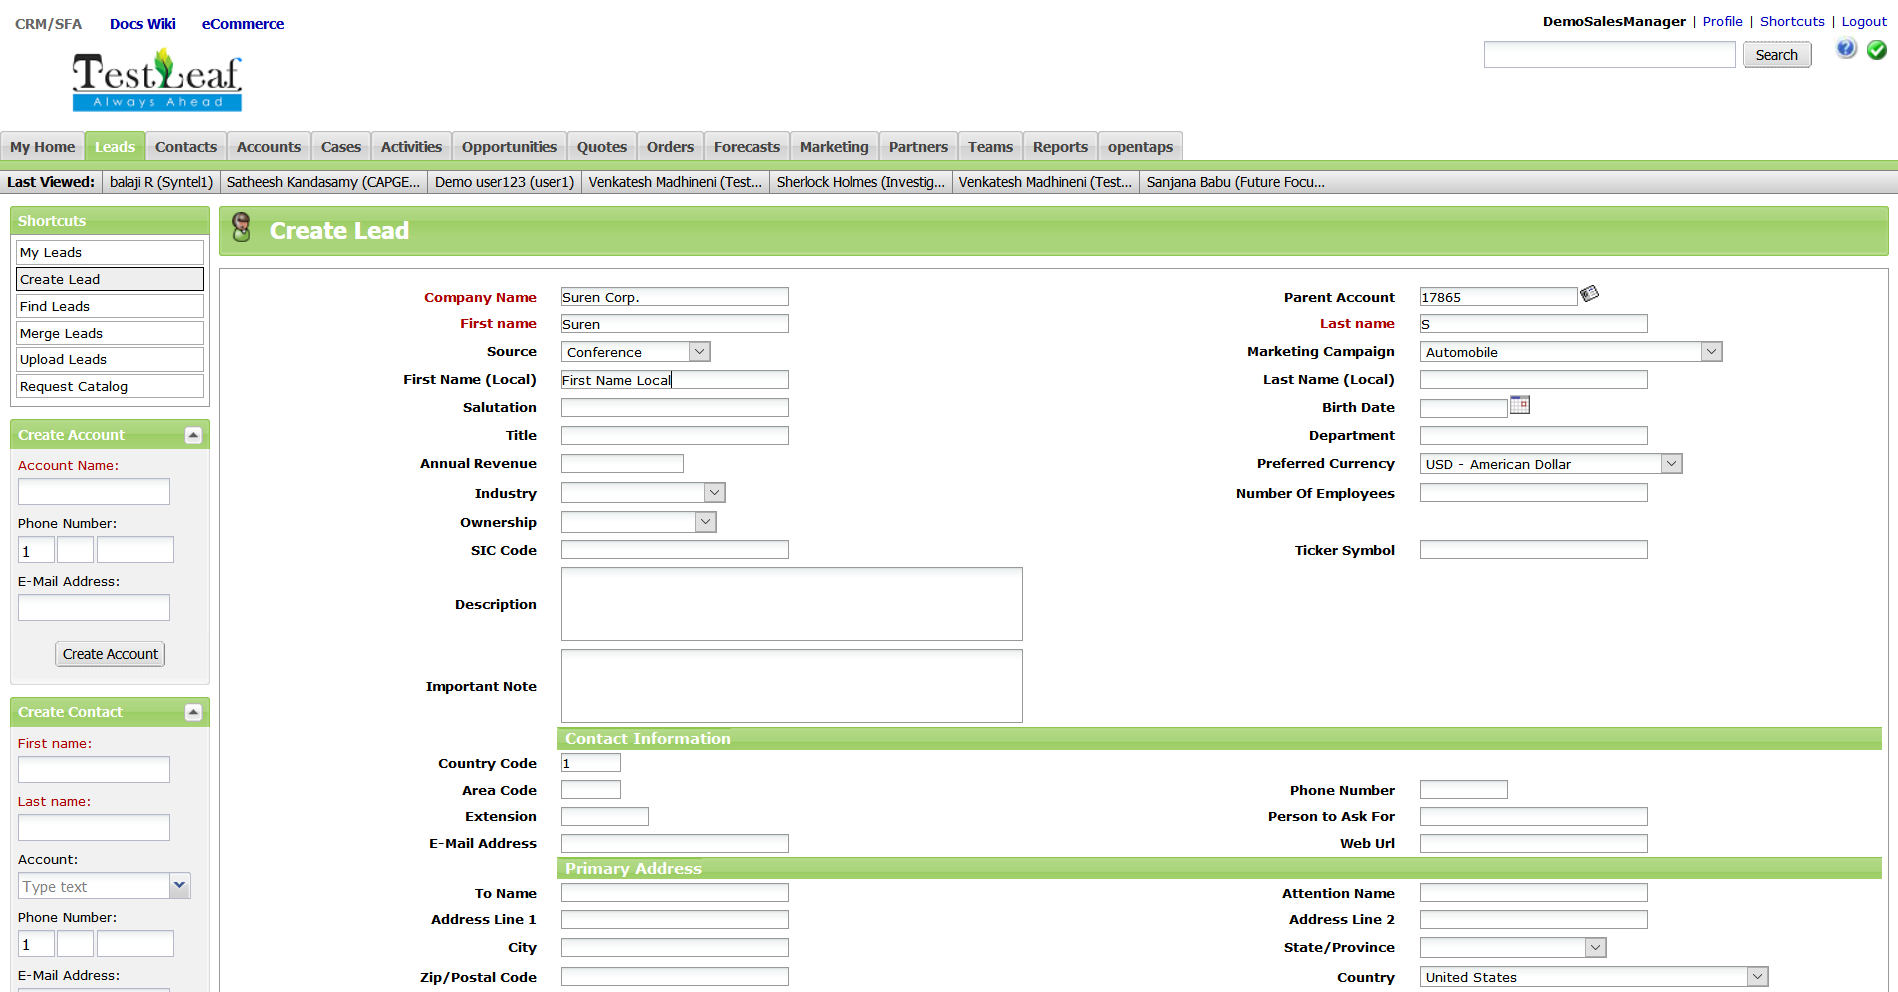 CRM/SFA Docs Wiki eCommerce
DemoSalesManager | Profile | Shortcuts | Logout
Search
TestLeaf
Always Ahead
My Home Leads Contacts Accounts Cases Activities Opportunities Quotes Orders Forecasts Marketing Partners Teams Reports opentaps
Last Viewed: balaji R (Syntel1) Satheesh Kandasamy (CAPGE... Demo user123 (user1) Venkatesh Madhineni (Test... Sherlock Holmes (Investig... Venkatesh Madhineni (Test... Sanjana Babu (Future Focu...
Shortcuts
My Leads
Create Lead
Find Leads
Merge Leads
Upload Leads
Request Catalog
Create Account
Account Name:
Phone Number:
1
E-Mail Address:
Create Account
Create Contact
First name:
Last name:
Account:
Type text
Phone Number:
1
E-Mail Address:
Create Lead
Company Name Suren Corp. Parent Account 17865
First name Suren Last name S
Source Conference Marketing Campaign Automobile
First Name (Local) First Name Local Last Name (Local)
Salutation Birth Date
Title Department
Annual Revenue Preferred Currency USD - American Dollar
Industry Number Of Employees
Ownership
SIC Code Ticker Symbol
Description
Important Note
Contact Information
Country Code 1
Area Code Phone Number
Extension Person to Ask For
E-Mail Address Web Url
Primary Address
To Name Attention Name
Address Line 1 Address Line 2
City State/Province
Zip/Postal Code Country United States